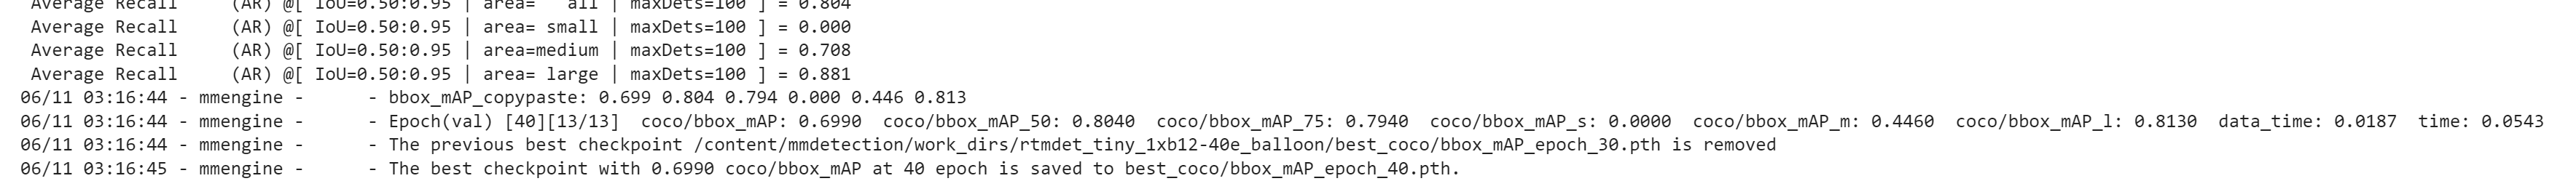 Average Recall     (AR) @[ IoU=0.50:0.95 | area=   all | maxDets=100 ] = 0.804
Average Recall     (AR) @[ IoU=0.50:0.95 | area= small | maxDets=100 ] = 0.000
Average Recall     (AR) @[ IoU=0.50:0.95 | area=medium | maxDets=100 ] = 0.708
Average Recall     (AR) @[ IoU=0.50:0.95 | area= large | maxDets=100 ] = 0.881
06/11 03:16:44 - mmengine -      - bbox_mAP_copypaste: 0.699 0.804 0.794 0.000 0.446 0.813
06/11 03:16:44 - mmengine -      - Epoch(val) [40][13/13]  coco/bbox_mAP: 0.6990  coco/bbox_mAP_50: 0.8040  coco/bbox_mAP_75: 0.7940  coco/bbox_mAP_s: 0.0000  coco/bbox_mAP_m: 0.4460  coco/bbox_mAP_l: 0.8130  data_time: 0.0187  time: 0.0543
06/11 03:16:44 - mmengine -      - The previous best checkpoint /content/mmdetection/work_dirs/rtmdet_tiny_1xb12-40e_balloon/best_coco/bbox_mAP_epoch_30.pth is removed
06/11 03:16:45 - mmengine -      - The best checkpoint with 0.6990 coco/bbox_mAP at 40 epoch is saved to best_coco/bbox_mAP_epoch_40.pth.